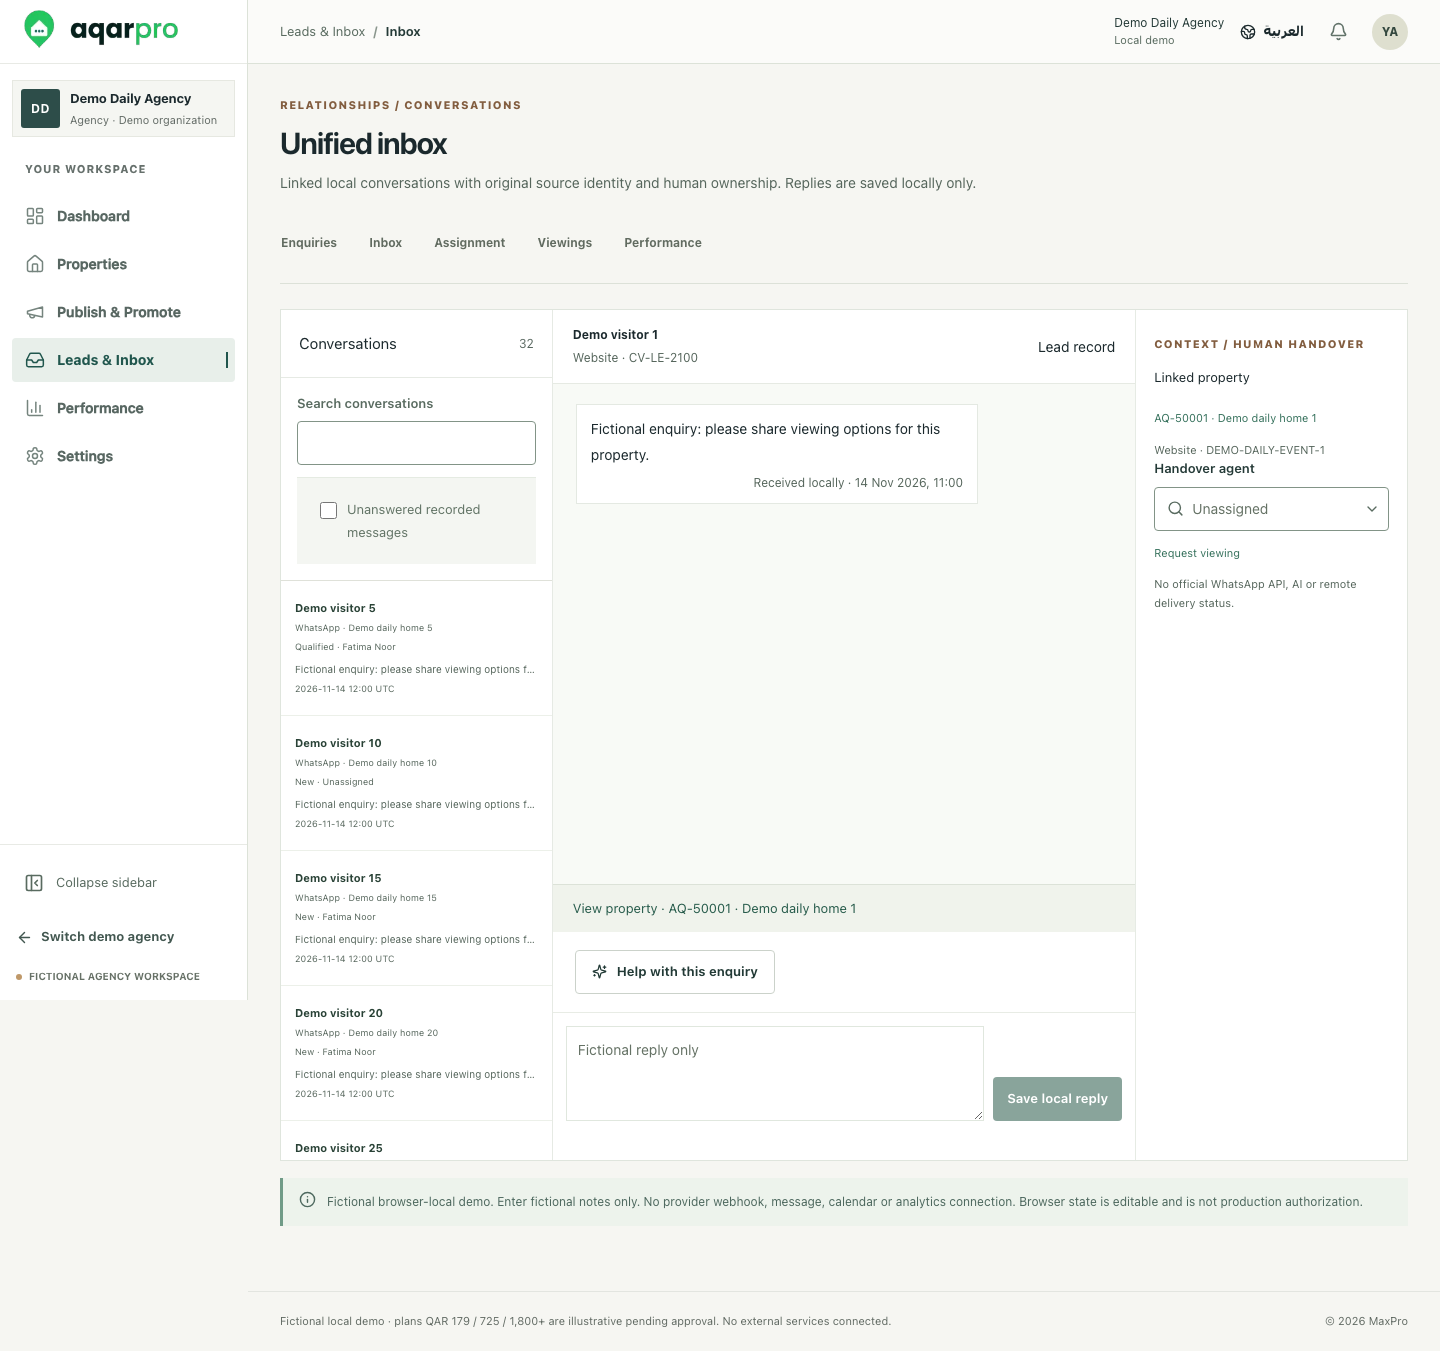 aqarpro
Leads & Inbox / Inbox
Demo Daily Agency
Local demo
العربية
YA
DD
Demo Daily Agency
Agency · Demo organization
YOUR WORKSPACE
Dashboard
Properties
Publish & Promote
Leads & Inbox
Performance
Settings
Collapse sidebar
Switch demo agency
FICTIONAL AGENCY WORKSPACE
RELATIONSHIPS / CONVERSATIONS
Unified inbox
Linked local conversations with original source identity and human ownership. Replies are saved locally only.
Enquiries Inbox Assignment Viewings Performance
Conversations 32
Search conversations
Unanswered recorded
messages
Demo visitor 5
WhatsApp · Demo daily home 5
Qualified · Fatima Noor
Fictional enquiry: please share viewing options f...
2026-11-14 12:00 UTC
Demo visitor 10
WhatsApp · Demo daily home 10
New · Unassigned
Fictional enquiry: please share viewing options f...
2026-11-14 12:00 UTC
Demo visitor 15
WhatsApp · Demo daily home 15
New · Fatima Noor
Fictional enquiry: please share viewing options f...
2026-11-14 12:00 UTC
Demo visitor 20
WhatsApp · Demo daily home 20
New · Fatima Noor
Fictional enquiry: please share viewing options f...
2026-11-14 12:00 UTC
Demo visitor 25
Demo visitor 1
Website · CV-LE-2100
Lead record
Fictional enquiry: please share viewing options for this
property.
Received locally · 14 Nov 2026, 11:00
View property · AQ-50001 · Demo daily home 1
Help with this enquiry
Fictional reply only
Save local reply
CONTEXT / HUMAN HANDOVER
Linked property
AQ-50001 · Demo daily home 1
Website · DEMO-DAILY-EVENT-1
Handover agent
Unassigned
Request viewing
No official WhatsApp API, AI or remote
delivery status.
Fictional browser-local demo. Enter fictional notes only. No provider webhook, message, calendar or analytics connection. Browser state is editable and is not production authorization.
Fictional local demo · plans QAR 179 / 725 / 1,800+ are illustrative pending approval. No external services connected.
© 2026 MaxPro